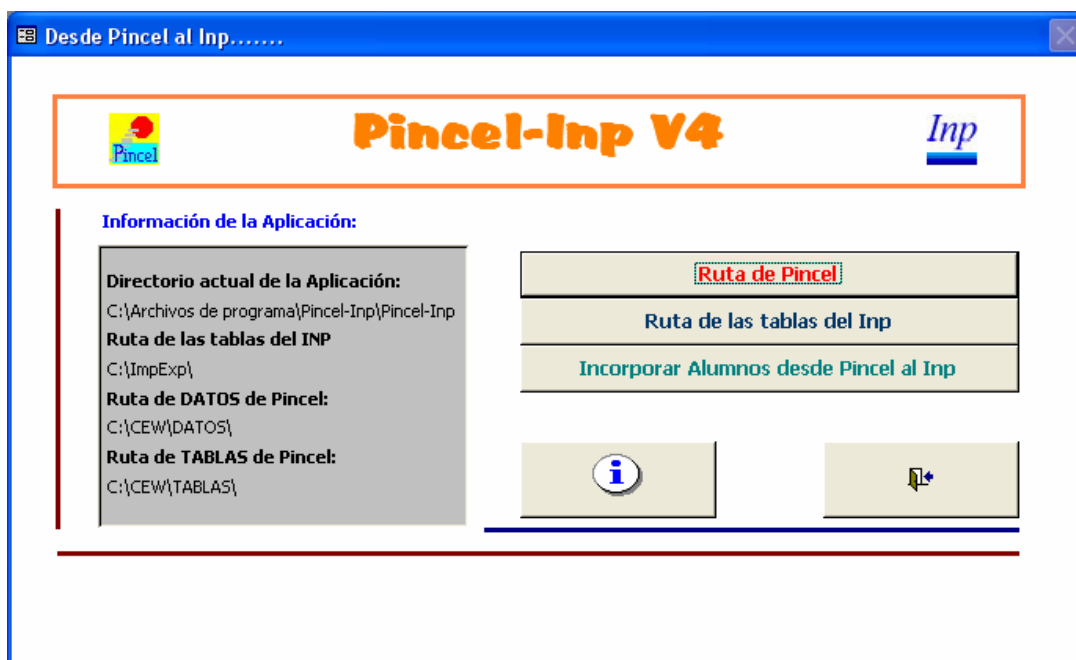 Desde Pincel al Inp.......
Pincel
Pincel-Inp V4
Inp
Información de la Aplicación:
Directorio actual de la Aplicación:
C:\Archivos de programa\Pincel-Inp\Pincel-Inp
Ruta de las tablas del INP
C:\ImpExp\
Ruta de DATOS de Pincel:
C:\CEW\DATOS\
Ruta de TABLAS de Pincel:
C:\CEW\TABLAS\
Ruta de Pincel
Ruta de las tablas del Inp
Incorporar Alumnos desde Pincel al Inp